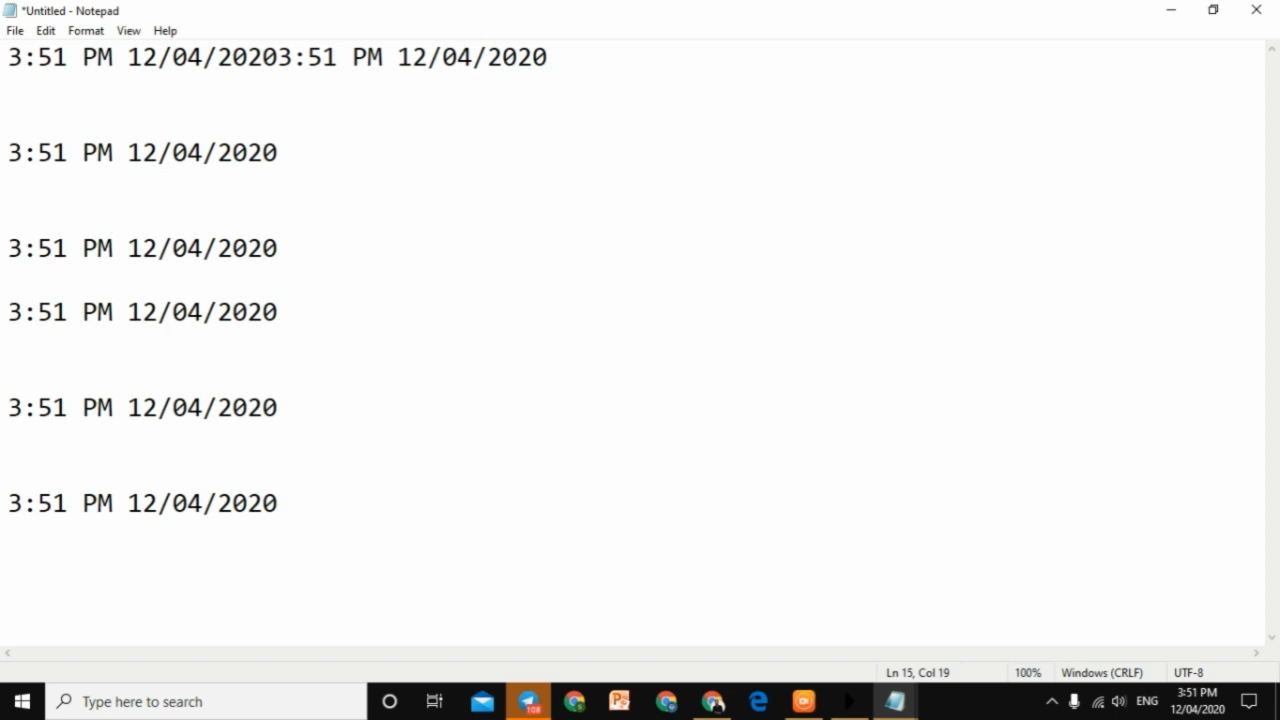 *Untitled - Notepad
File Edit Format View Help
3:51 PM 12/04/20203:51 PM 12/04/2020
3:51 PM 12/04/2020
3:51 PM 12/04/2020
3:51 PM 12/04/2020
3:51 PM 12/04/2020
3:51 PM 12/04/2020
Ln 15, Col 19 100% Windows (CRLF) UTF-8
Type here to search 108 ENG 3:51 PM
12/04/2020